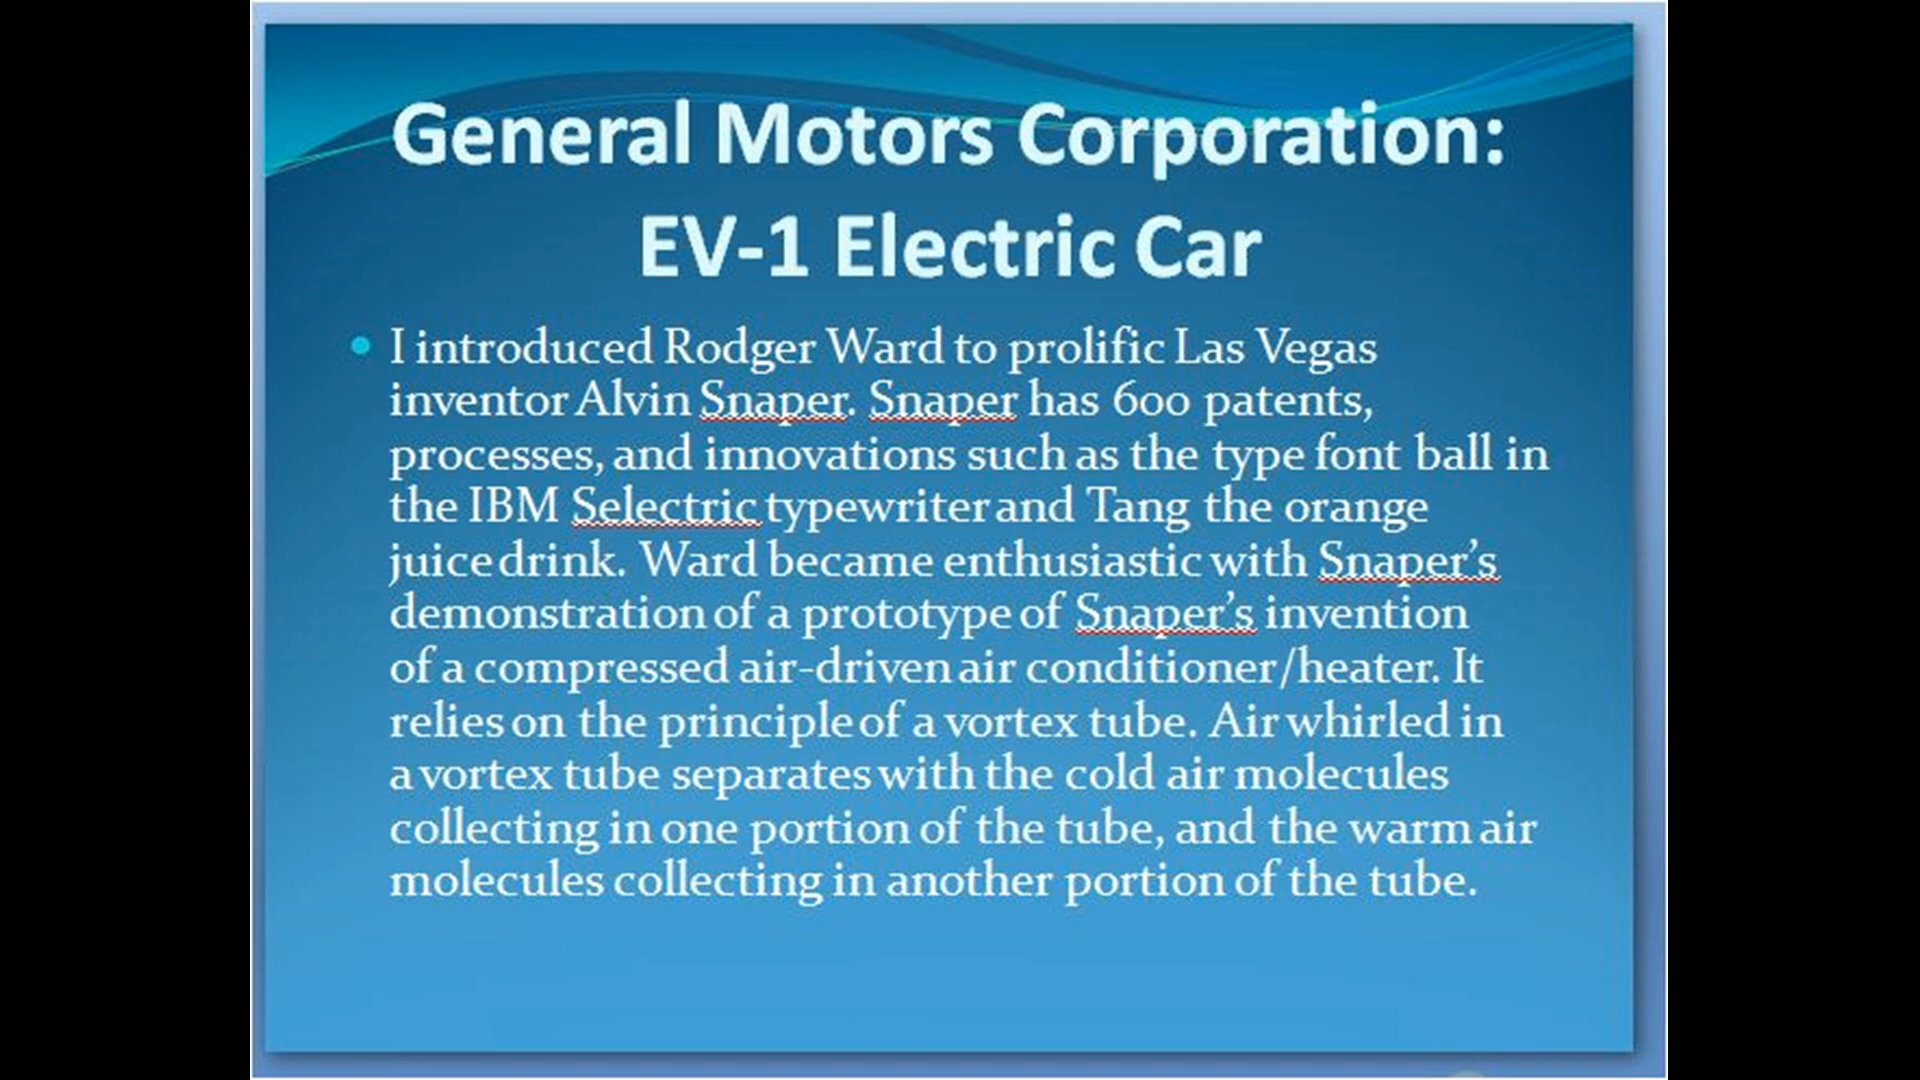 General Motors Corporation:
EV-1 Electric Car
• I introduced Rodger Ward to prolific Las Vegas
inventor Alvin Snaper. Snaper has 600 patents,
processes, and innovations such as the type font ball in
the IBM Selectric typewriter and Tang the orange
juice drink. Ward became enthusiastic with Snaper’s
demonstration of a prototype of Snaper’s invention
of a compressed air-driven air conditioner/heater. It
relies on the principle of a vortex tube. Air whirled in
a vortex tube separates with the cold air molecules
collecting in one portion of the tube, and the warm air
molecules collecting in another portion of the tube.